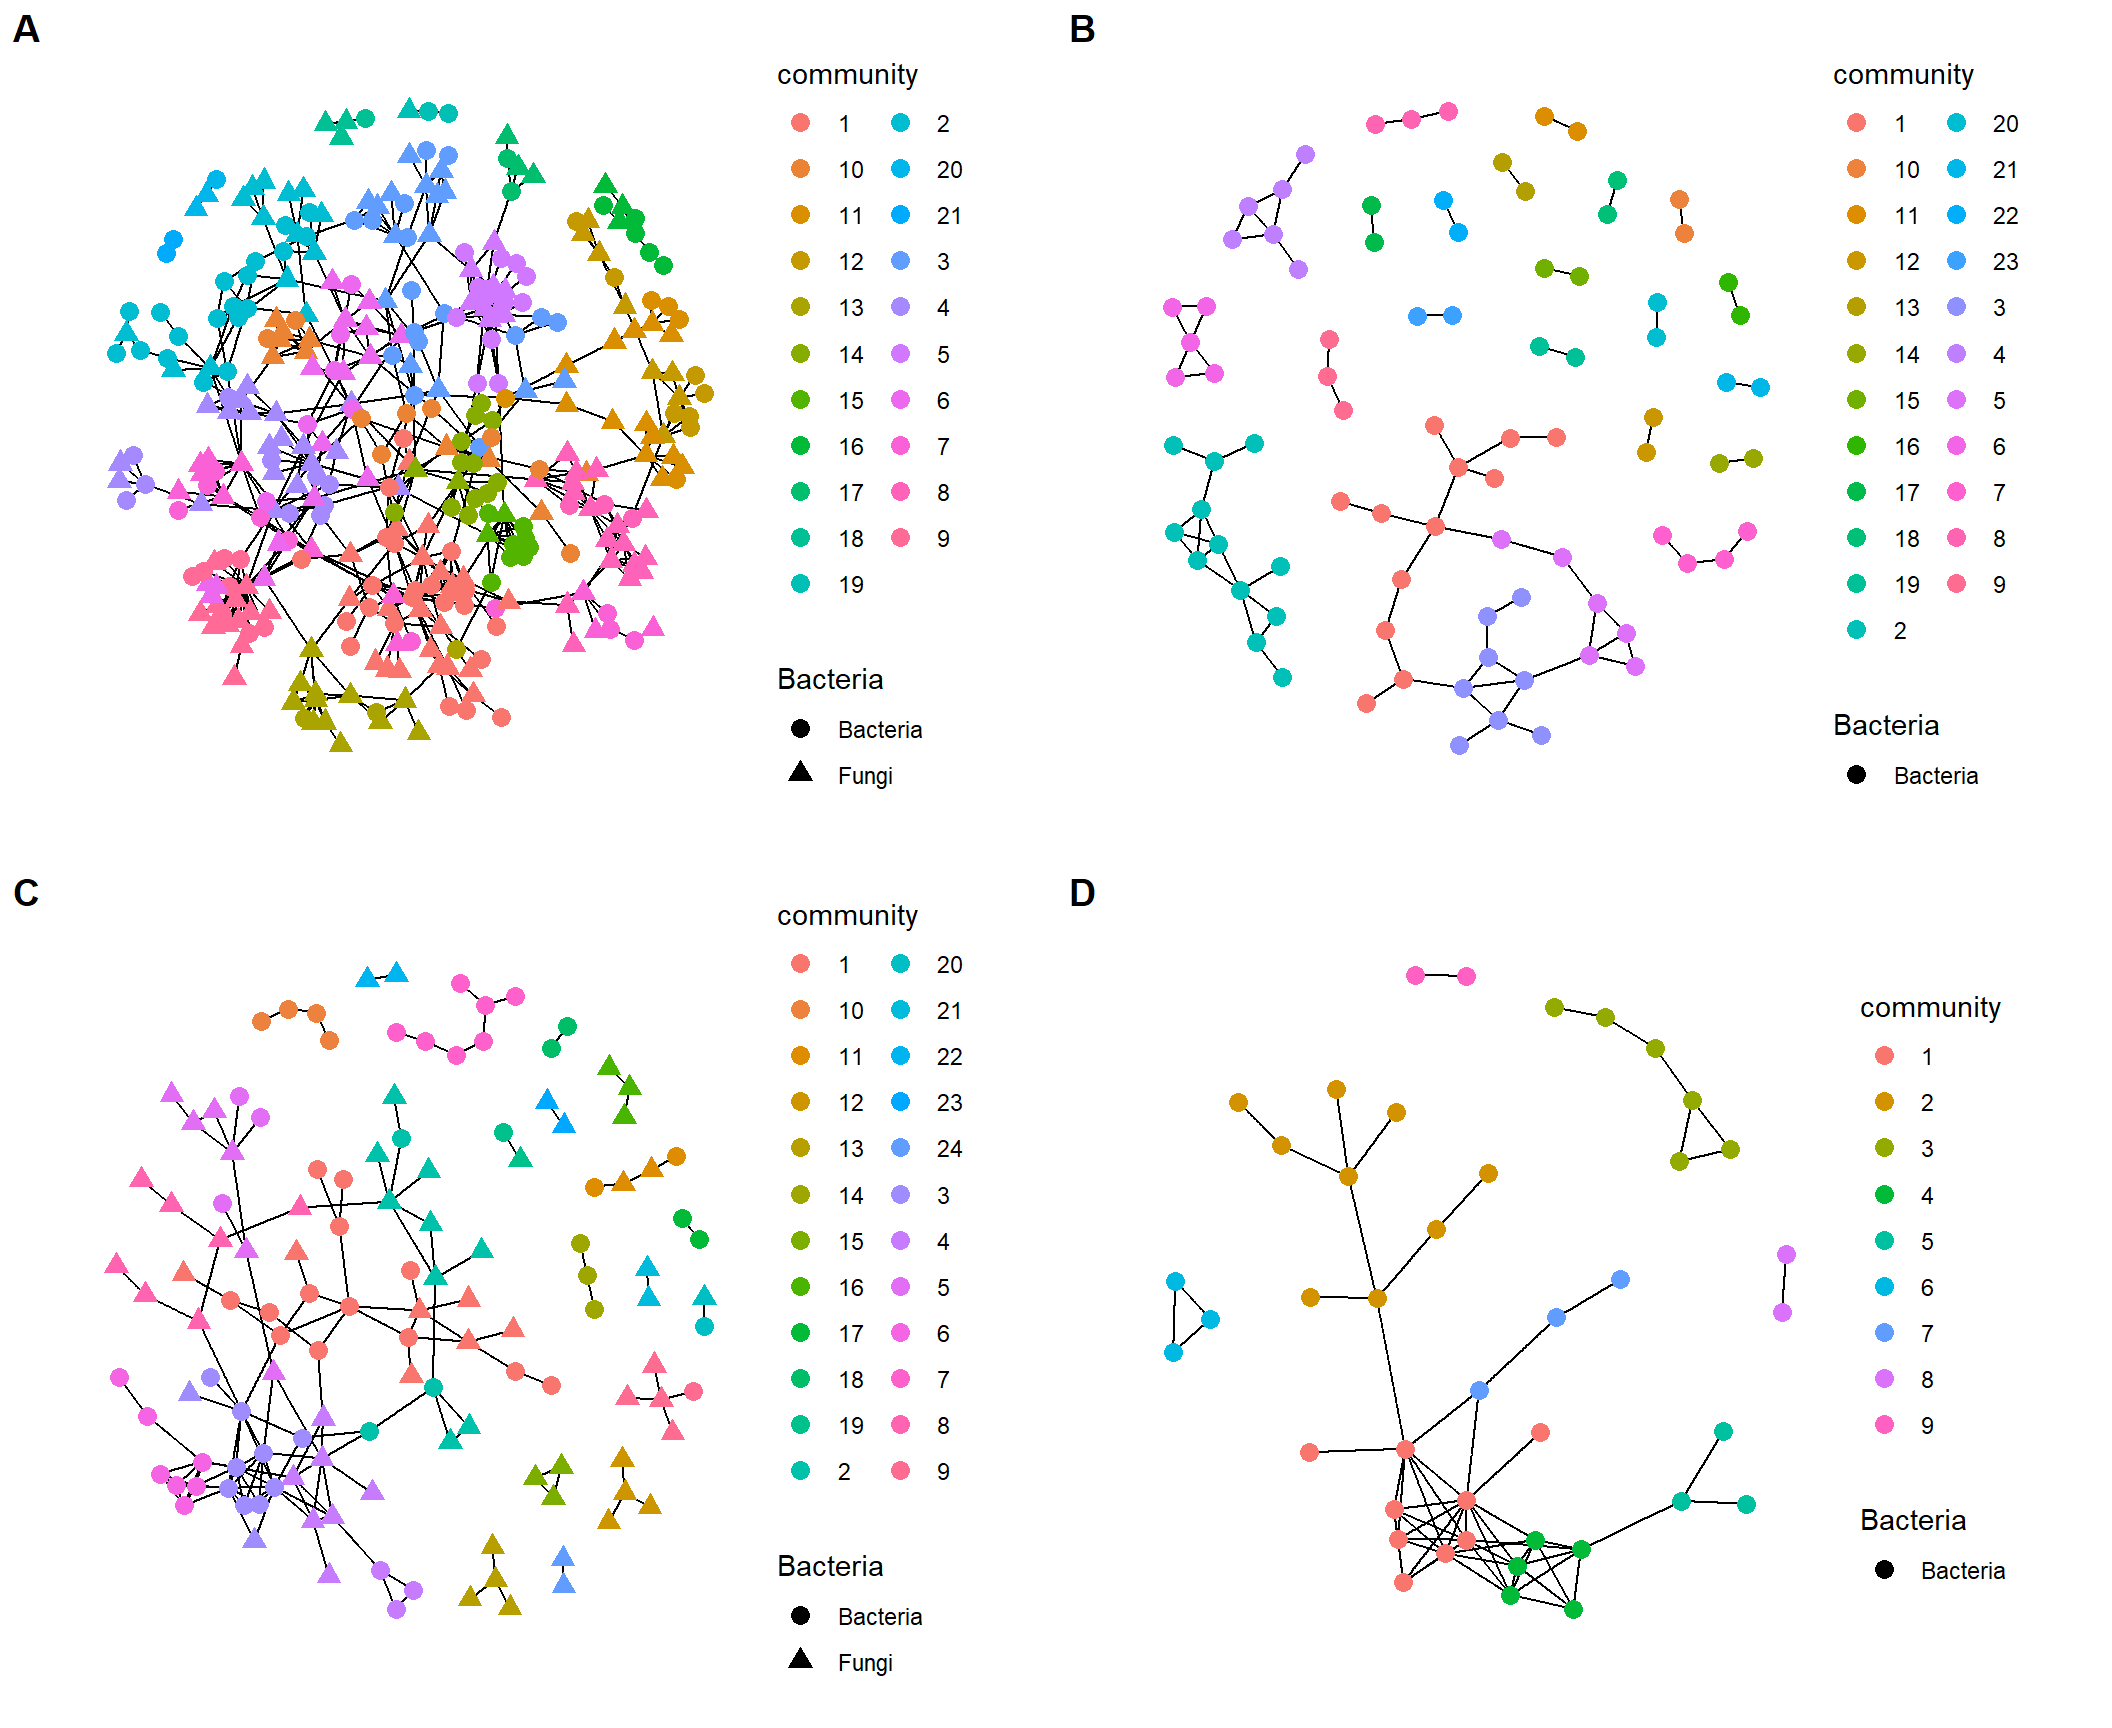 A
community
1 2
10 20
11 21
12 3
13 4
14 5
15 6
16 7
17 8
18 9
19
Bacteria
Bacteria
Fungi
B
community
1 20
10 21
11 22
12 23
13 3
14 4
15 5
16 6
17 7
18 8
19 9
2
Bacteria
Bacteria
C
community
1 20
10 21
11 22
12 23
13 24
14 3
15 4
16 5
17 6
18 7
19 8
2 9
Bacteria
Bacteria
Fungi
D
community
1
2
3
4
5
6
7
8
9
Bacteria
Bacteria